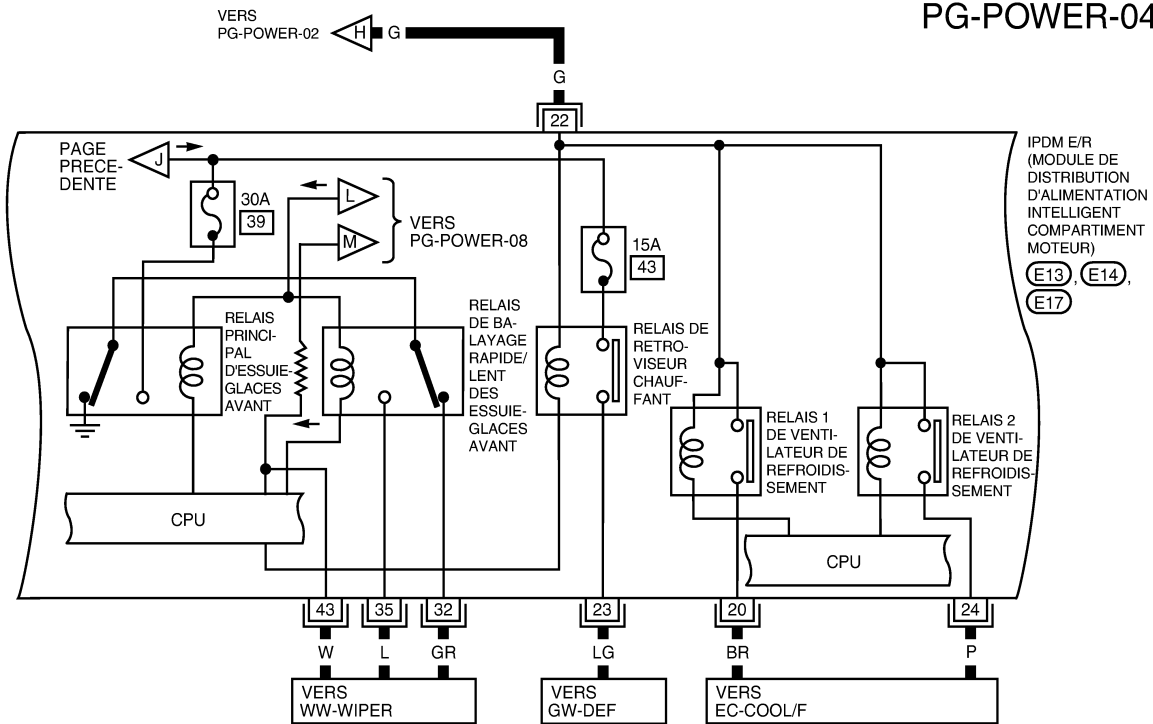 PG-POWER-04
VERS
PG-POWER-02
H
G
G
22
PAGE
PRECE-
DENTE
J
30A
39
L
M
VERS
PG-POWER-08
15A
43
IPDM E/R
(MODULE DE
DISTRIBUTION
D'ALIMENTATION
INTELLIGENT
COMPARTIMENT
MOTEUR)
E13 , E14 ,
E17
RELAIS
PRINCI-
PAL
D'ESSUIE-
GLACES
AVANT
RELAIS
DE BA-
LAYAGE
RAPIDE/
LENT
DES
ESSUIE-
GLACES
AVANT
RELAIS DE
RETRO-
VISEUR
CHAUF-
FANT
RELAIS 1
DE VENTI-
LATEUR DE
REFROIDIS-
SEMENT
RELAIS 2
DE VENTI-
LATEUR DE
REFROIDIS-
SEMENT
CPU
CPU
43 35 32 23 20 24
W L GR LG BR P
VERS
WW-WIPER
VERS
GW-DEF
VERS
EC-COOL/F